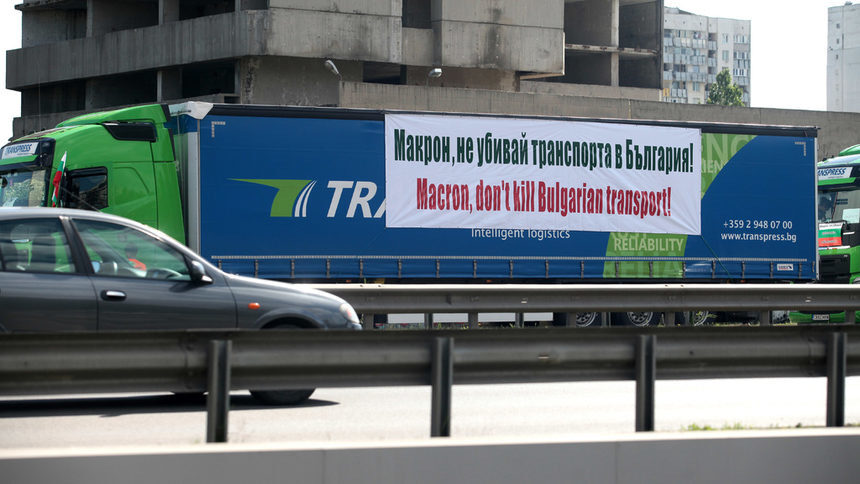 TRANSPRESS
Макрон, не убивай транспорта в България!
Macron, don't kill Bulgarian transport!
TRA
Intelligent logistics
RELIABILITY
+359 2 948 07 00
www.transpress.bg